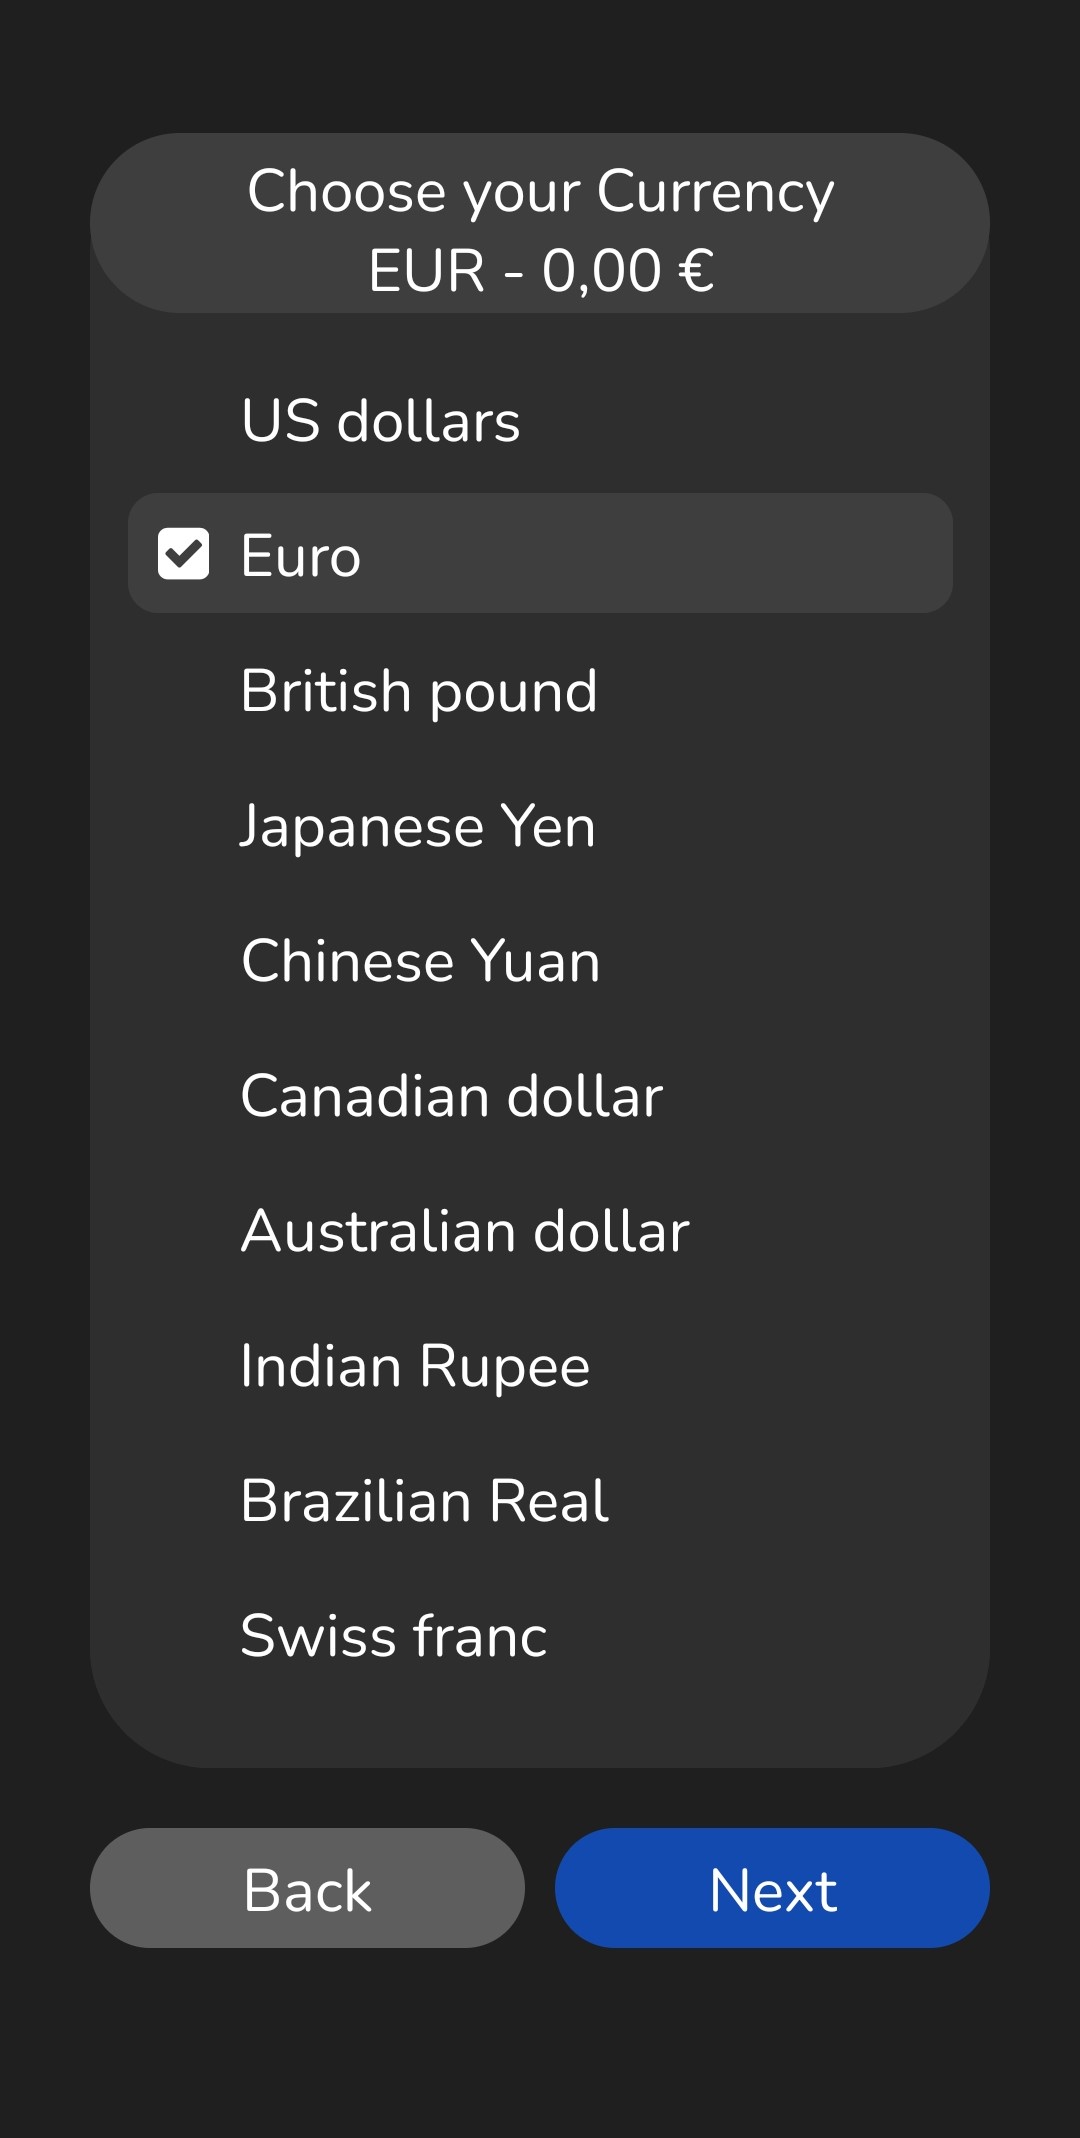 Choose your Currency
EUR - 0,00 €
US dollars
Euro
British pound
Japanese Yen
Chinese Yuan
Canadian dollar
Australian dollar
Indian Rupee
Brazilian Real
Swiss franc
Back
Next